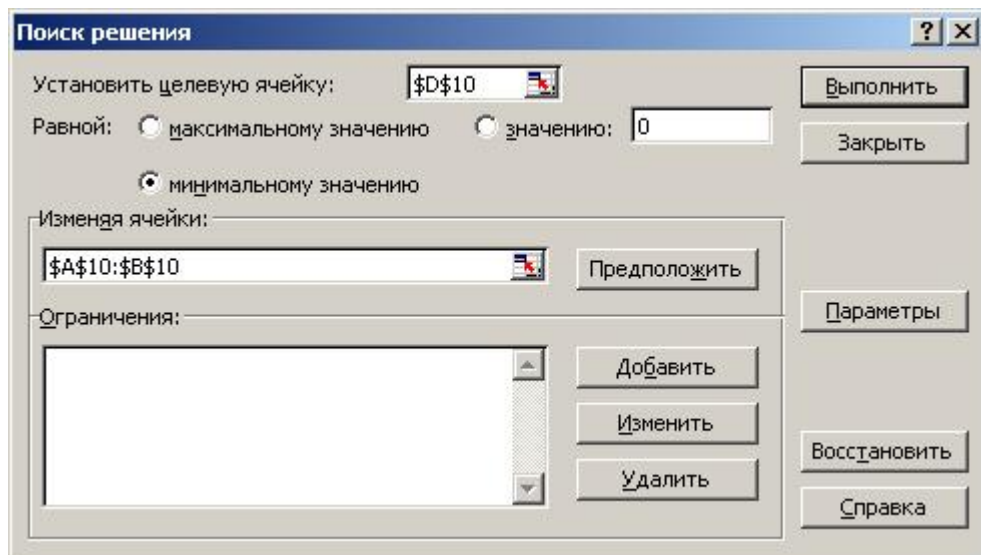 Поиск решения
Установить целевую ячейку: $D$10 Выполнить
Равной: максимальному значению значению: 0 Закрыть
минимальному значению
Изменяя ячейки:
$A$10:$B$10 Предположить
Ограничения: Параметры
Добавить
Изменить
Восстановить
Удалить
Справка